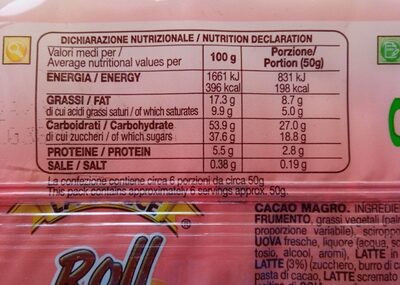 DICHIARAZIONE NUTRIZIONALE / NUTRITION DECLARATION
Valori medi per / Average nutritional values per 100 g Porzione/ Portion (50g)
ENERGIA / ENERGY 1661 kJ 831 kJ
396 kcal 198 kcal
GRASSI / FAT 17.3 g 8.7 g
di cui acidi grassi saturi / of which saturates 9.9 g 5.0 g
Carboidrati / Carbohydrate 53.9 g 27.0 g
di cui zuccheri / of which sugars 37.6 g 18.8 g
PROTEINE / PROTEIN 5.5 g 2.8 g
SALE / SALT 0.38 g 0.19 g
La confezione contiene circa 6 porzioni da circa 50g
This pack contains approximately 6 servings approx. 50g.
Roll
CACAO MAGRO. INGREDIE
FRUMENTO, grassi vegetali (pal
proporzione variabile), sciropp
UOVA fresche, liquore (acqua, s
tosio, alcool, aromi), LATTE in
LATTE (3%) (zucchero, burro di c
pasta di cacao, LATTE scremato